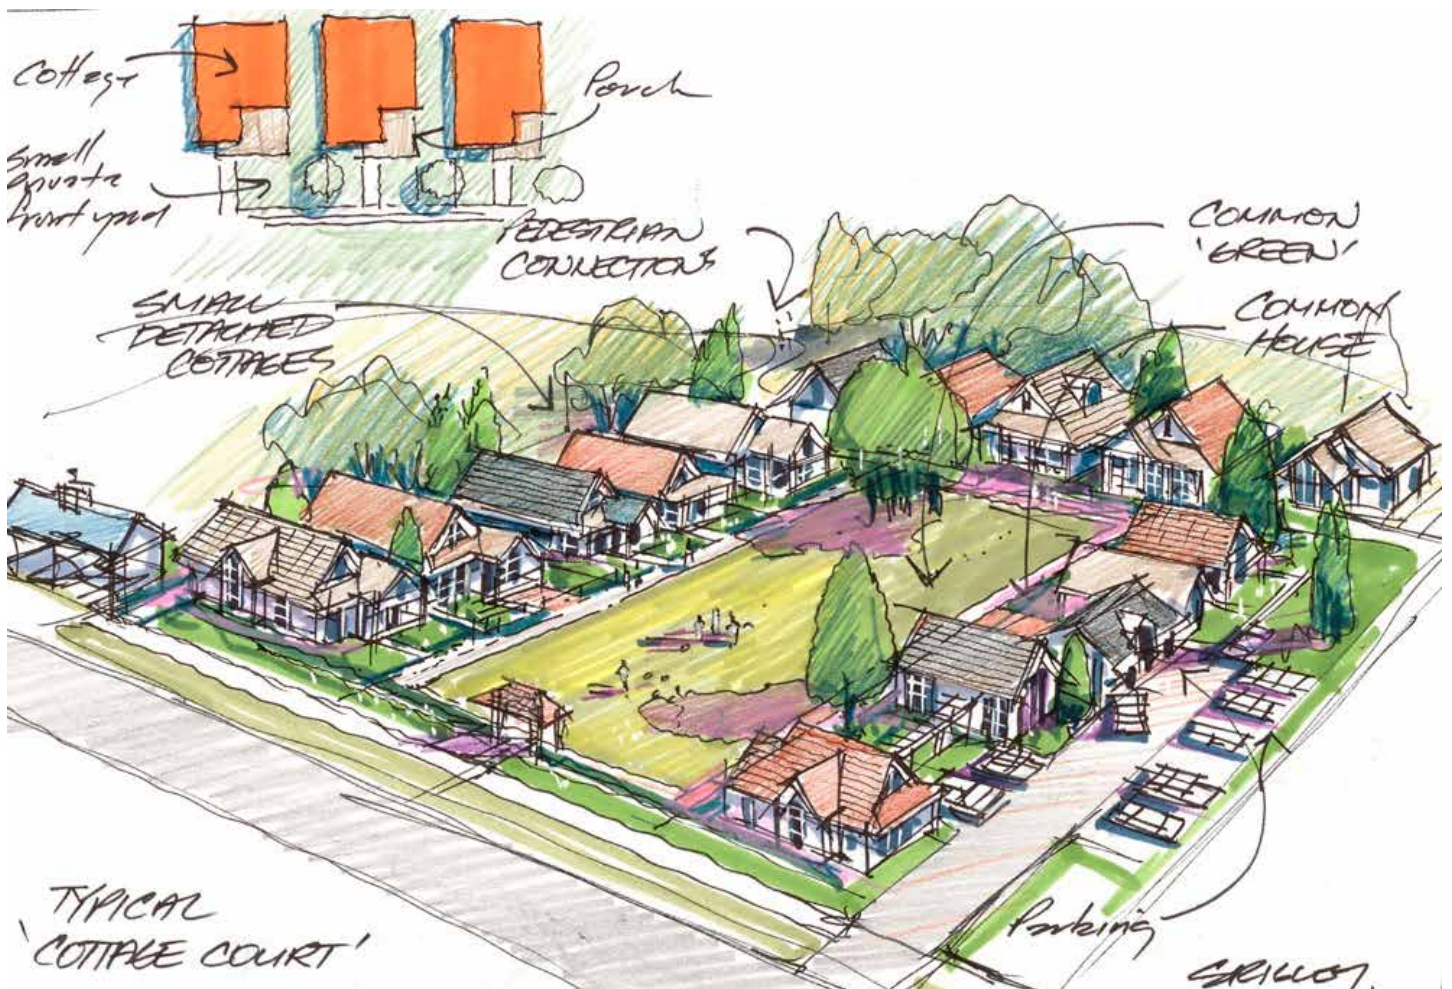 Cottage
Porch
small
private
front yard
PEDESTRIAN
CONNECTIONS
COMMON
'GREEN'
SMALL
DETACHED
COTTAGES
COMMON
HOUSE
Parking
TYPICAL
'COTTAGE COURT'